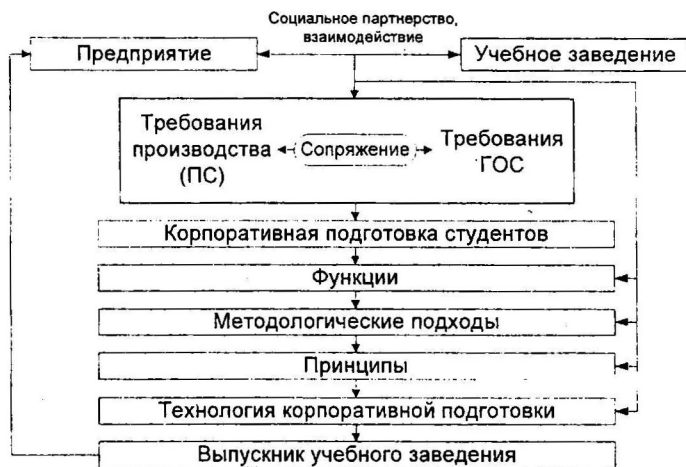 Социальное партнерство,
взаимодействие
Предприятие
Учебное заведение
Требования
производства
(ПС)
Сопряжение
Требования
ГОС
Корпоративная подготовка студентов
Функции
Методологические подходы
Принципы
Технология корпоративной подготовки
Выпускник учебного заведения